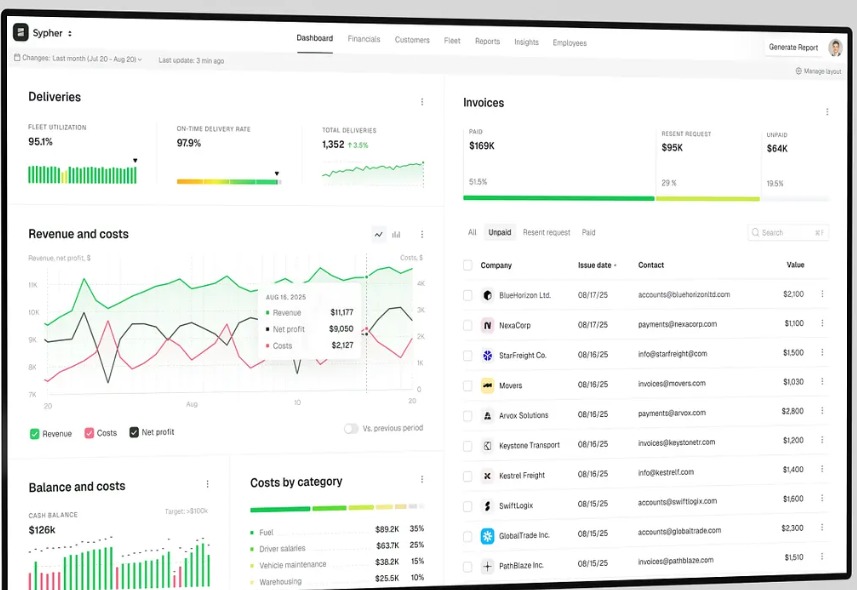 Sypher
Dashboard
Financials
Customers
Fleet
Reports
Insights
Employees
Generate Report
Changes: Last month (Jul 20 - Aug 20)
Last update: 3 min ago
Manage layout
Deliveries
FLEET UTILIZATION
95.1%
ON-TIME DELIVERY RATE
97.9%
TOTAL DELIVERIES
1,352 ↑ 3.5%
Revenue and costs
Revenue, net profit, $
Costs, $
11K
10K
9K
8K
7K
4K
3K
2K
1K
0
20
Aug
10
20
AUG 16, 2025
Revenue $11,177
Net profit $9,050
Costs $2,127
Revenue
Costs
Net profit
Vs. previous period
Balance and costs
CASH BALANCE
Target: >$100k
$126k
Costs by category
Fuel $89.2K 35%
Driver salaries $63.7K 25%
Vehicle maintenance $38.2K 15%
Warehousing $25.5K 10%
Invoices
PAID
$169K
51.5%
RESENT REQUEST
$95K
29 %
UNPAID
$64K
19.5%
All
Unpaid
Resent request
Paid
Search
⌘F
Company Issue date Contact Value
BlueHorizon Ltd. 08/17/25 accounts@bluehorizonltd.com $2,100
NexaCorp 08/17/25 payments@nexacorp.com $1,100
StarFreight Co. 08/16/25 info@starfreight@com $1,500
Movers 08/16/25 invoices@movers.com $1,030
Arvox Solutions 08/16/25 payments@arvox.com $2,800
Keystone Transport 08/16/25 invoices@keystonetr.com $1,200
Kestrel Freight 08/16/25 info@kestrelf.com $1,400
SwiftLogix 08/15/25 accounts@swiftlogix.com $1,600
GlobalTrade Inc. 08/15/25 accounts@globaltrade.com $2,300
PathBlaze Inc. 08/15/25 invoices@pathblaze.com $1,510